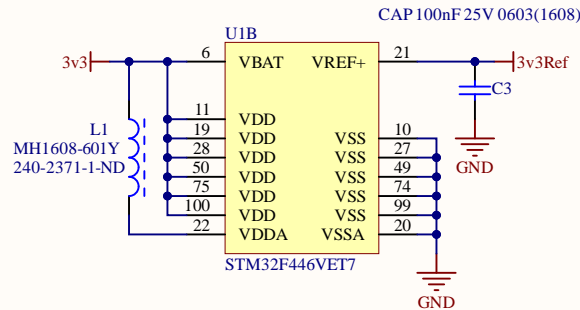 CAP 100nF 25V 0603(1608)
U1B
3v3 6 VBAT VREF+ 21 3v3Ref
C3
11 VDD
L1 19 VDD VSS 10
MH1608-601Y 28 VDD VSS 27 GND
240-2371-1-ND 50 VDD VSS 49
75 VDD VSS 74
100 VDD VSS 99
22 VDDA VSSA 20
STM32F446VET7
GND